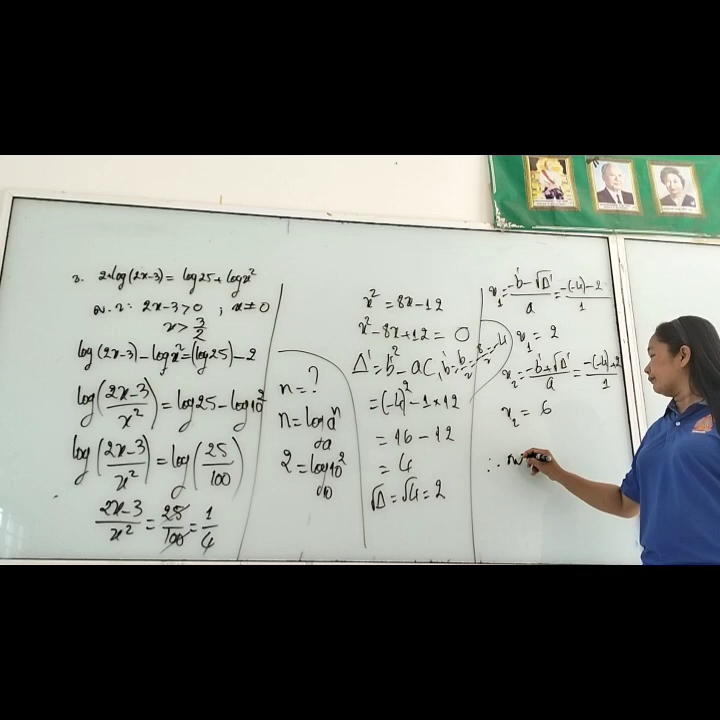 3. 2+log(2x-3) = log25 + logx²
2x-3>0 ; x≠0
x > 3/2
log(2x-3) - logx² = (log25) - 2
log((2x-3)/x²) = log25 - log10²
log((2x-3)/x²) = log(25/100)
(2x-3)/x² = 25/100 = 1/4
n = ?
n = logₐaⁿ
2 = log₁₀10²
x² = 8x - 12
x² - 8x + 12 = 0
Δ' = b'² - ac, b' = b/2 = -8/2 = -4
= (-4)² - 1×12
= 16 - 12
= 4
√Δ' = √4 = 2
x₁ = (-b' - √Δ')/a = (-(-4) - 2)/1
x₁ = 2
x₂ = (-b' + √Δ')/a = (-(-4) + 2)/1
x₂ = 6
∴